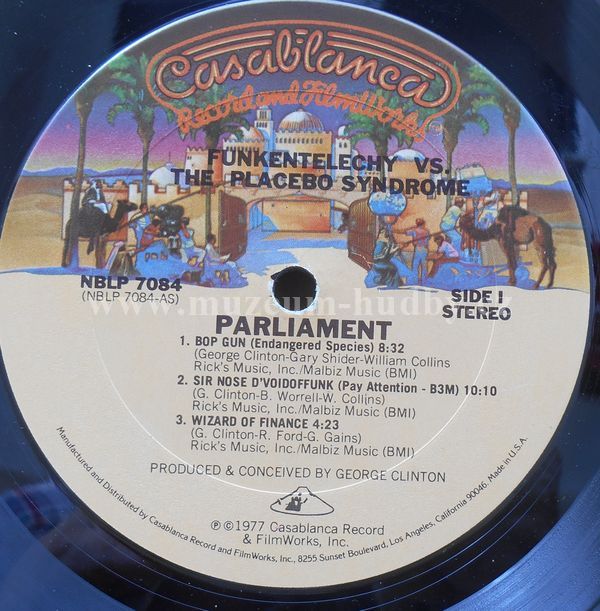 Casablanca
Record and FilmWorks
FUNKENTELECHY VS.
THE PLACEBO SYNDROME
NBLP 7084
(NBLP 7084-AS)
SIDE I
STEREO
www.muzeum-hudby.
PARLIAMENT
1. BOP GUN (Endangered Species) 8:32
(George Clinton-Gary Shider-William Collins
Rick's Music, Inc./Malbiz Music (BMI)
2. SIR NOSE D'VOIDOFFUNK (Pay Attention - B3M) 10:10
(G. Clinton-B. Worrell-W. Collins)
Rick's Music, Inc./Malbiz Music (BMI)
3. WIZARD OF FINANCE 4:23
(G. Clinton-R. Ford-G. Gains)
Rick's Music, Inc./Malbiz Music (BMI)
PRODUCED & CONCEIVED BY GEORGE CLINTON
℗ ©1977 Casablanca Record
& FilmWorks, Inc.
Manufactured and Distributed by Casablanca Record and FilmWorks, Inc., 8255 Sunset Boulevard, Los Angeles, California 90046. Made in U.S.A.